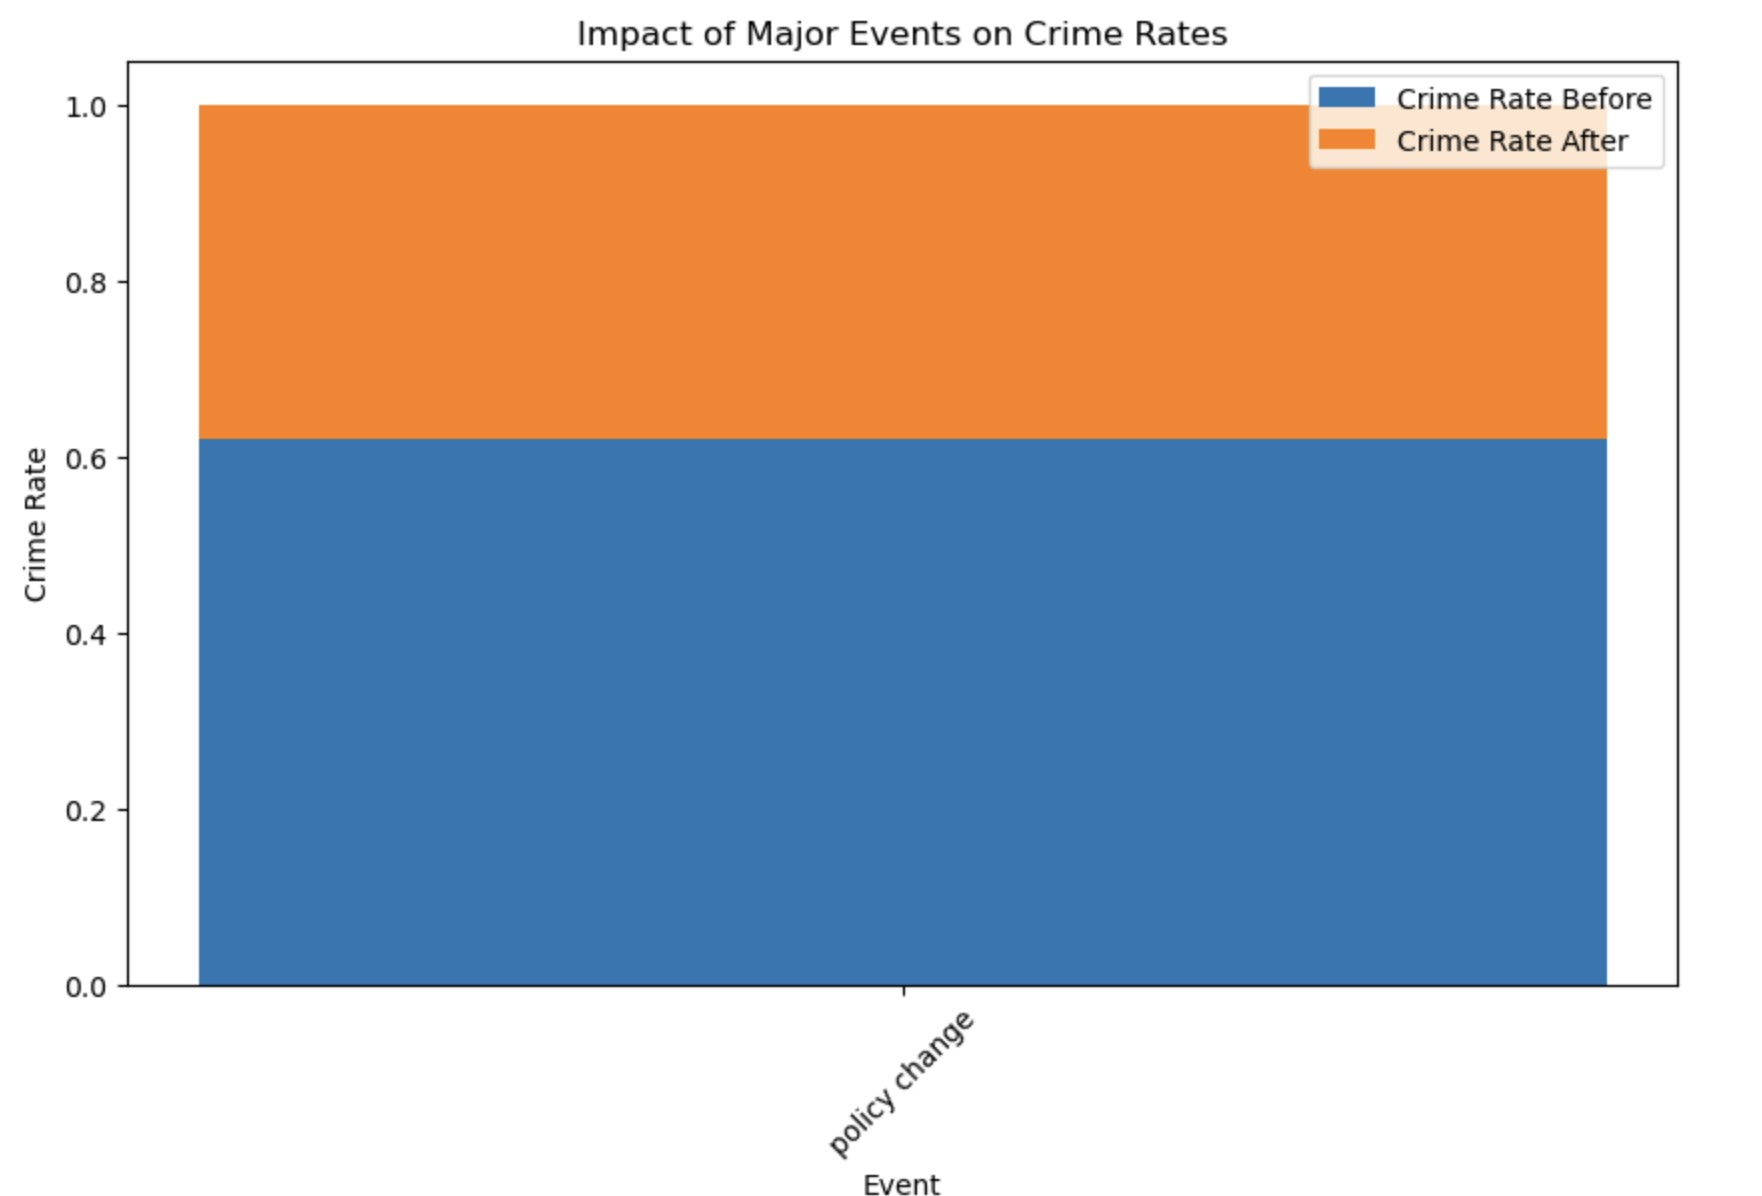 Impact of Major Events on Crime Rates
Crime Rate Before
Crime Rate After
1.0
0.8
0.6
0.4
0.2
0.0
Crime Rate
policy change
Event